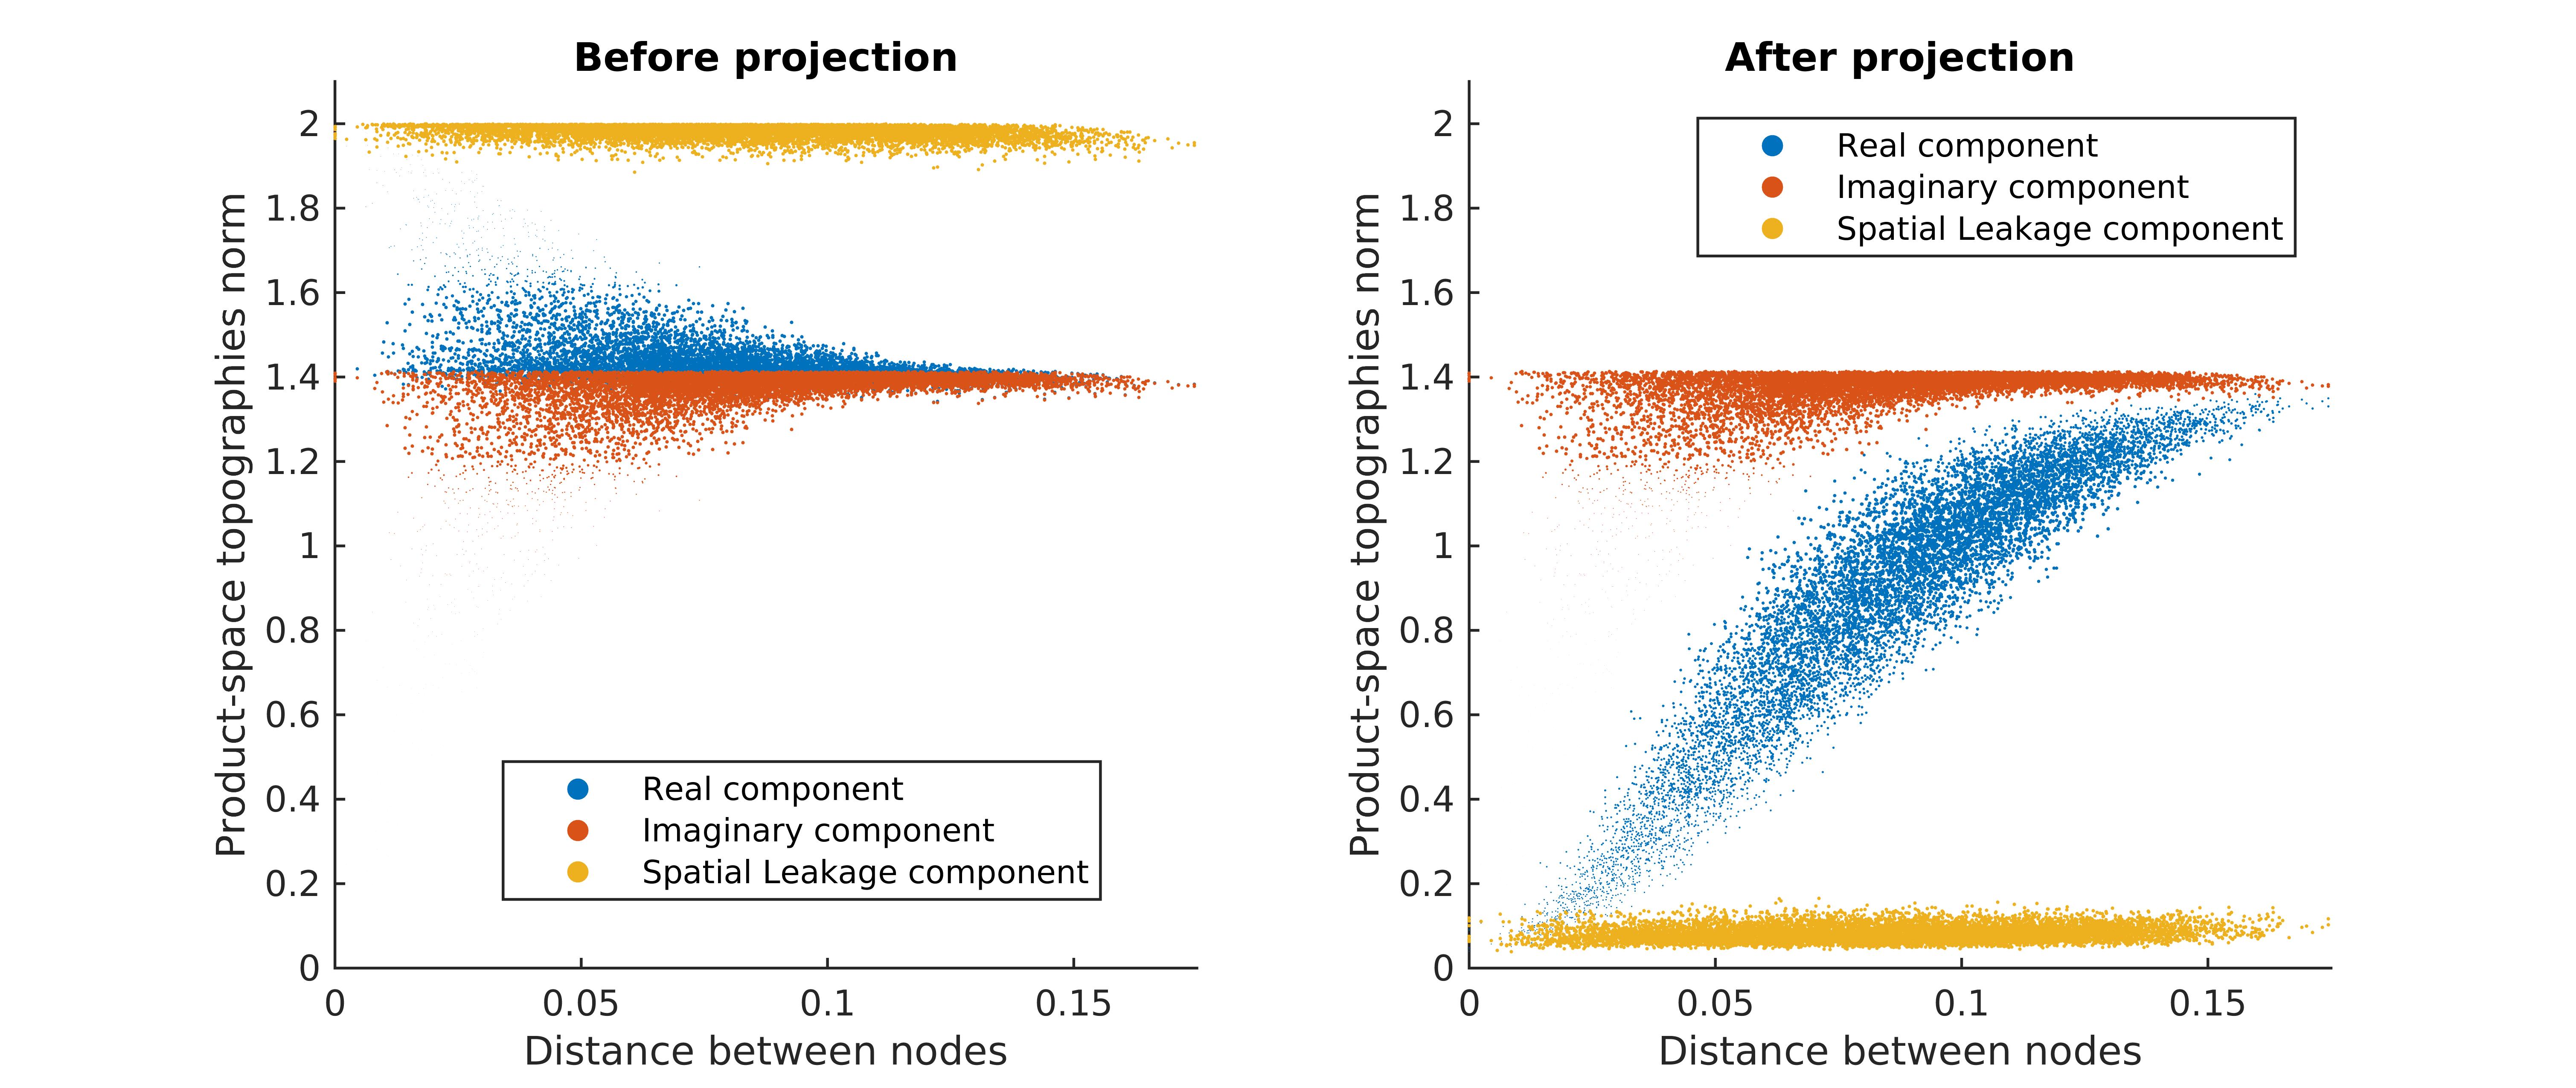 Before projection
Product-space topographies norm
2
1.8
1.6
1.4
1.2
1
0.8
0.6
0.4
0.2
0
0 0.05 0.1 0.15
Distance between nodes
Real component
Imaginary component
Spatial Leakage component
After projection
Product-space topographies norm
2
1.8
1.6
1.4
1.2
1
0.8
0.6
0.4
0.2
0
0 0.05 0.1 0.15
Distance between nodes
Real component
Imaginary component
Spatial Leakage component